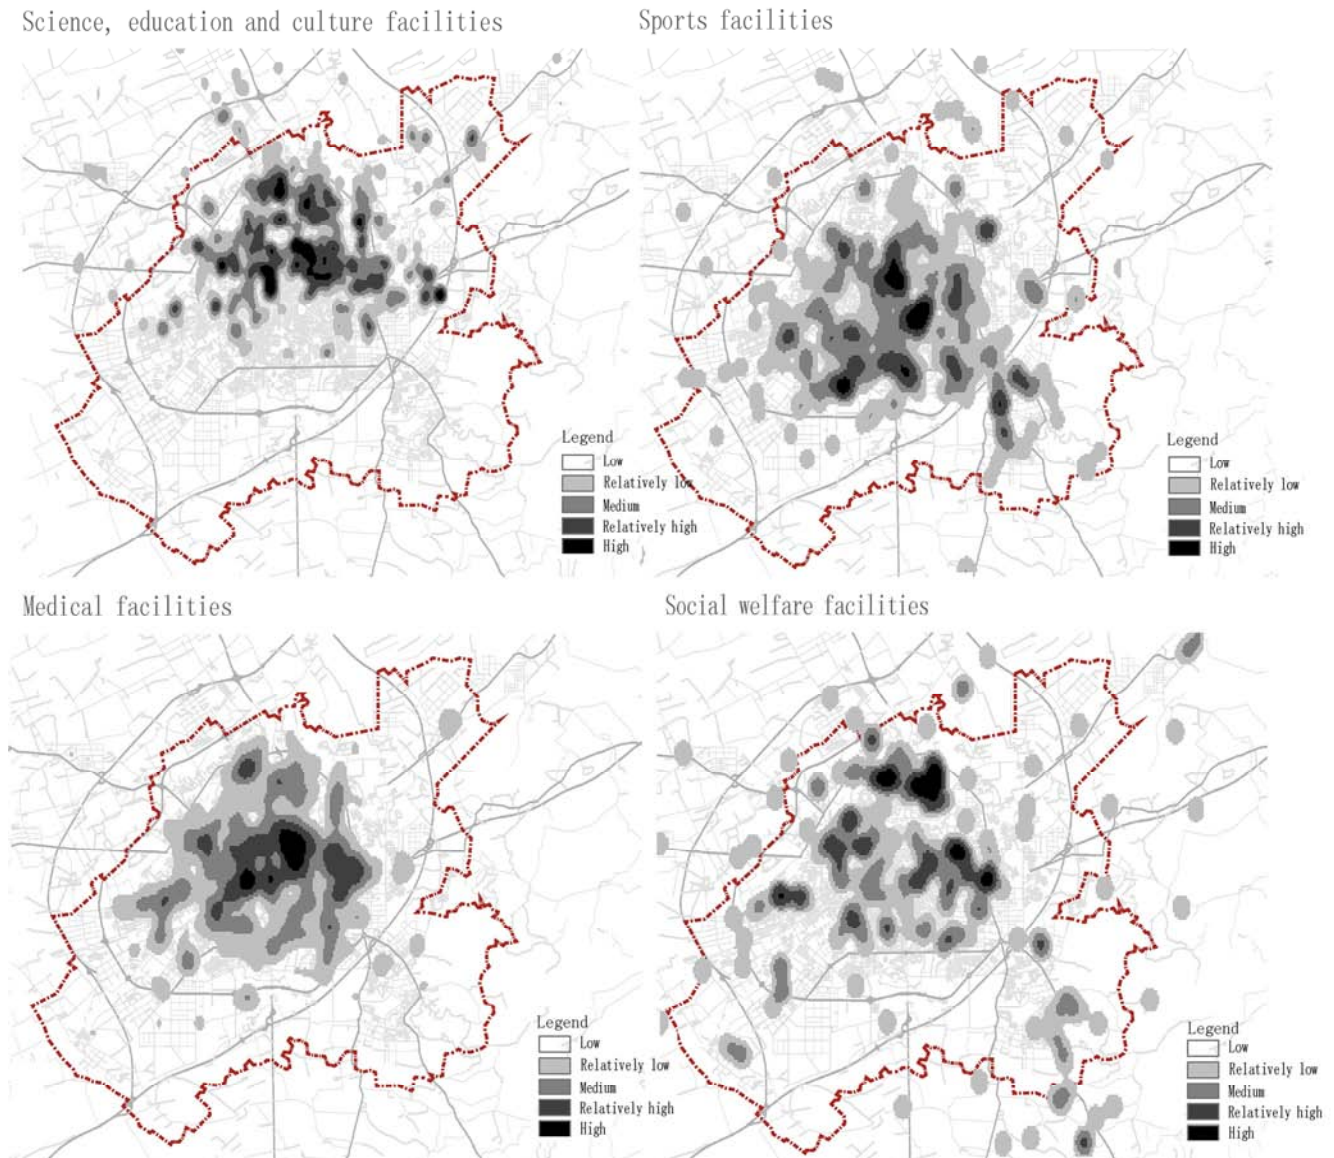 Science, education and culture facilities
Sports facilities
Legend
Low
Relatively low
Medium
Relatively high
High
Legend
Low
Relatively low
Medium
Relatively high
High
Medical facilities
Social welfare facilities
Legend
Low
Relatively low
Medium
Relatively high
High
Legend
Low
Relatively low
Medium
Relatively high
High